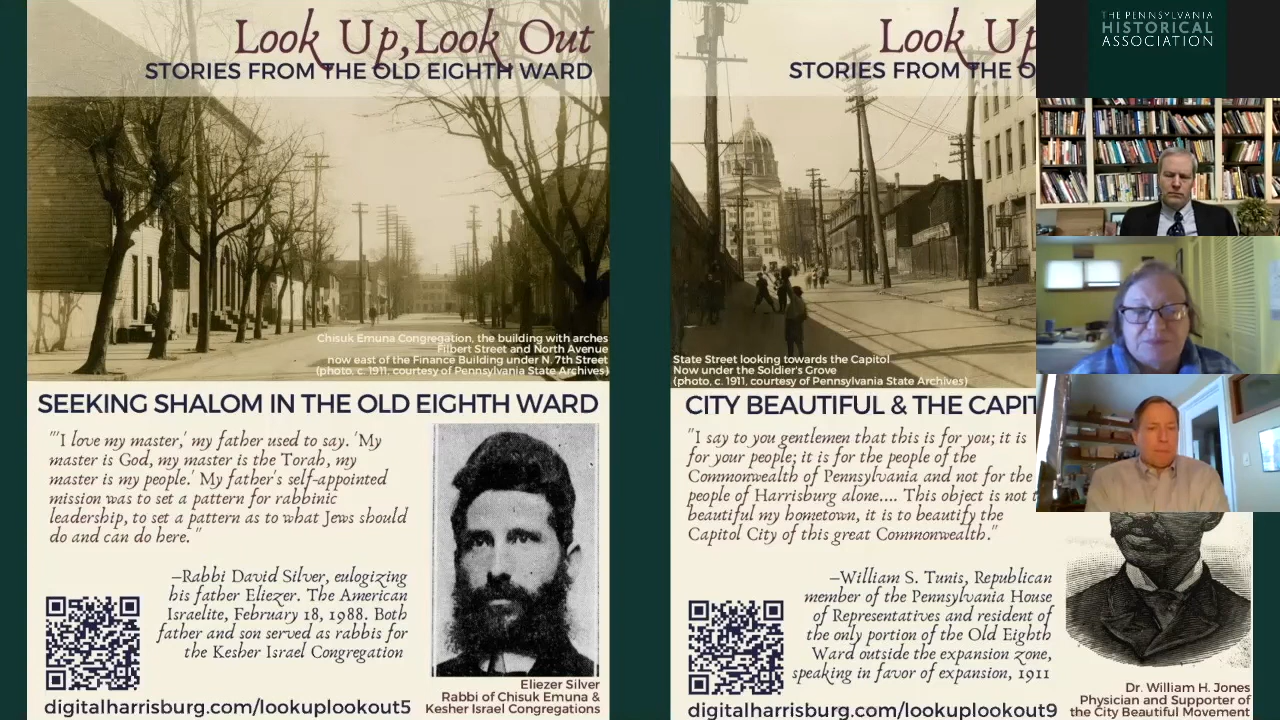 Look Up, Look Out
STORIES FROM THE OLD EIGHTH WARD
Chisuk Emuna Congregation, the building with arches
Filbert Street and North Avenue
now east of the Finance Building under N. 7th Street
(photo, c. 1911, courtesy of Pennsylvania State Archives)
SEEKING SHALOM IN THE OLD EIGHTH WARD
"'I love my master,' my father used to say. 'My
master is God, my master is the Torah, my
master is my people.' My father's self-appointed
mission was to set a pattern for rabbinic
leadership, to set a pattern as to what Jews should
do and can do here."
–Rabbi David Silver, eulogizing
his father Eliezer. The American
Israelite, February 18, 1988. Both
father and son served as rabbis for
the Kesher Israel Congregation
Eliezer Silver
Rabbi of Chisuk Emuna &
Kesher Israel Congregations
digitalharrisburg.com/lookuplookout5
Look Up
STORIES FROM THE O
State Street looking towards the Capitol
Now under the Soldier's Grove
(photo, c. 1911, courtesy of Pennsylvania State Archives)
CITY BEAUTIFUL & THE CAPIT
"I say to you gentlemen that this is for you; it is
for your people; it is for the people of the
Commonwealth of Pennsylvania and not for the
people of Harrisburg alone.... This object is not t
beautiful my hometown, it is to beautify the
Capitol City of this great Commonwealth."
–William S. Tunis, Republican
member of the Pennsylvania House
of Representatives and resident of
the only portion of the Old Eighth
Ward outside the expansion zone,
speaking in favor of expansion, 1911
Dr. William H. Jones
Physician and Supporter of
the City Beautiful Movement
digitalharrisburg.com/lookuplookout9
THE PENNSYLVANIA
HISTORICAL
ASSOCIATION